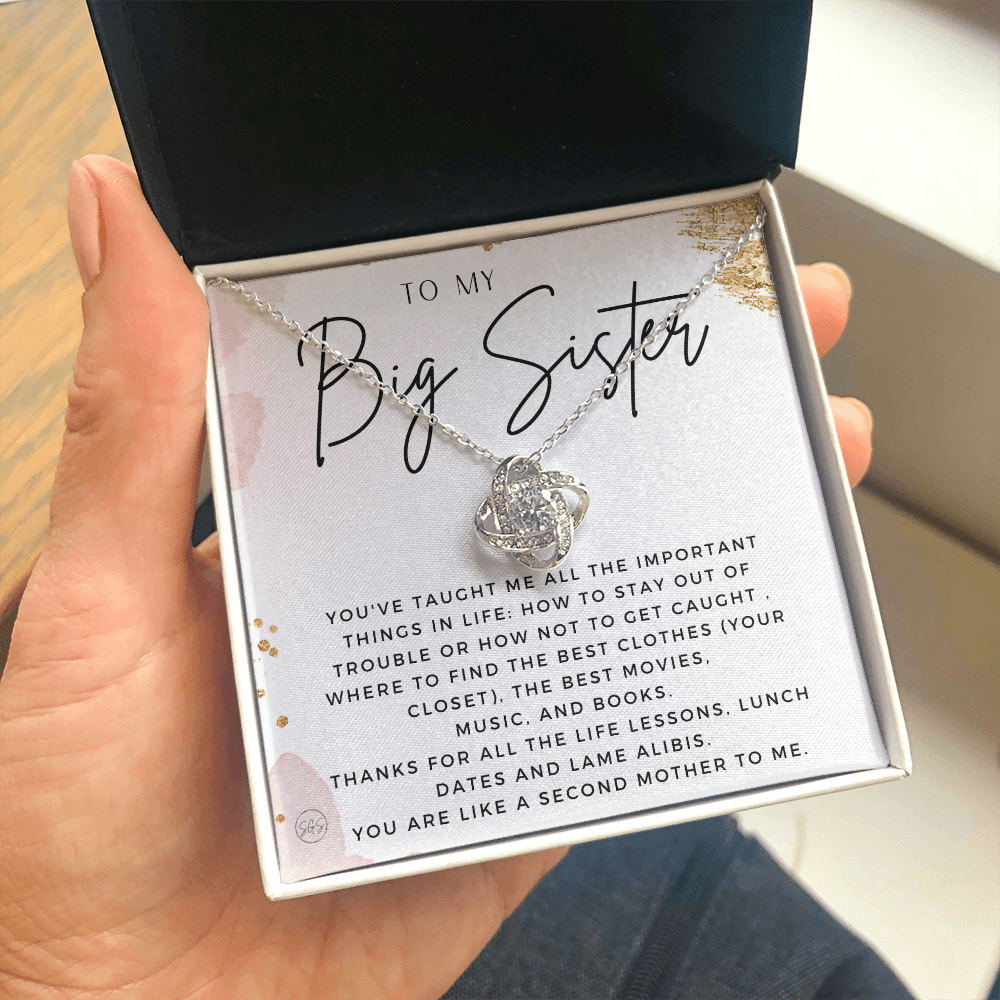 TO MY
Big Sister
YOU'VE TAUGHT ME ALL THE IMPORTANT
THINGS IN LIFE: HOW TO STAY OUT OF
TROUBLE OR HOW NOT TO GET CAUGHT ,
WHERE TO FIND THE BEST CLOTHES (YOUR
CLOSET), THE BEST MOVIES,
MUSIC, AND BOOKS.
THANKS FOR ALL THE LIFE LESSONS, LUNCH
DATES AND LAME ALIBIS.
YOU ARE LIKE A SECOND MOTHER TO ME.
SGS